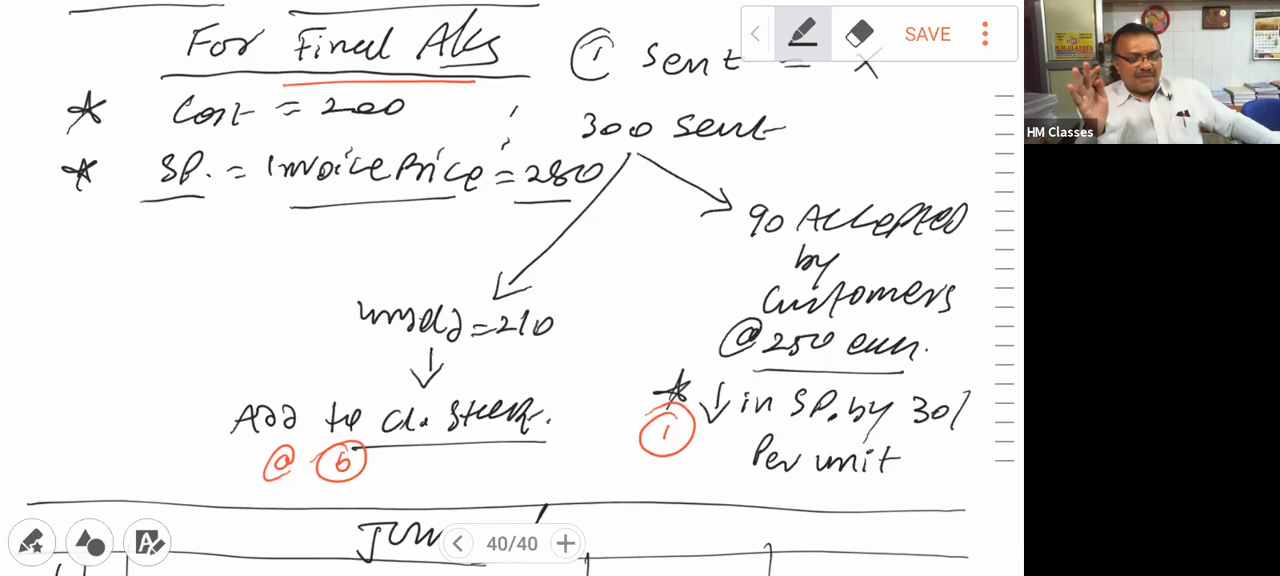 For Final A/cs
① Sent = X
SAVE
* Cost = 200
300 Sent
* SP. = Invoice Price = 280
90 Accepted
by
Customers
@ 250 each.
unsold = 210
Add to Cl. Stock.
@ 6
* ↓ in SP. by 30/
1
Per unit
JOU
40/40
HM Classes